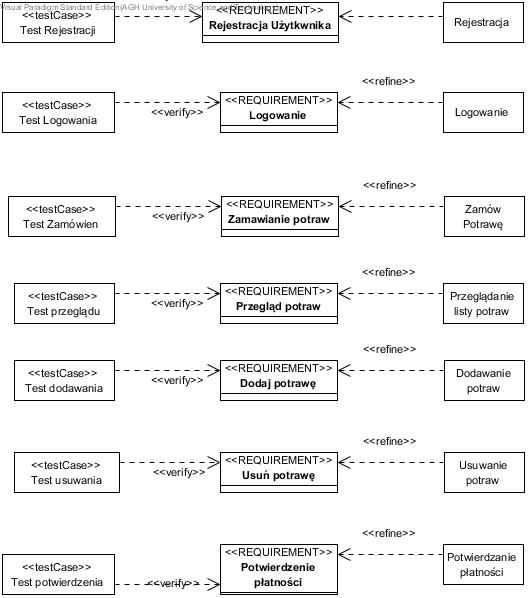 Visual Paradigm Standard Edition(AGH University of Science and
<<testCase>>
Test Rejestracji
<<REQUIREMENT>>
Rejestracja Użytkwnika
Rejestracja
<<testCase>>
Test Logowania
<<verify>>
<<REQUIREMENT>>
Logowanie
<<refine>>
Logowanie
<<testCase>>
Test Zamówien
<<verify>>
<<REQUIREMENT>>
Zamawianie potraw
<<refine>>
Zamów
Potrawę
<<testCase>>
Test przeglądu
<<verify>>
<<REQUIREMENT>>
Przegląd potraw
<<refine>>
Przeglądanie
listy potraw
<<testCase>>
Test dodawania
<<verify>>
<<REQUIREMENT>>
Dodaj potrawę
<<refine>>
Dodawanie
potraw
<<testCase>>
Test usuwania
<<verify>>
<<REQUIREMENT>>
Usuń potrawę
<<refine>>
Usuwanie
potraw
<<testCase>>
Test potwierdzenia
<<verify>>
<<REQUIREMENT>>
Potwierdzenie
płatności
<<refine>>
Potwierdzanie
płatności